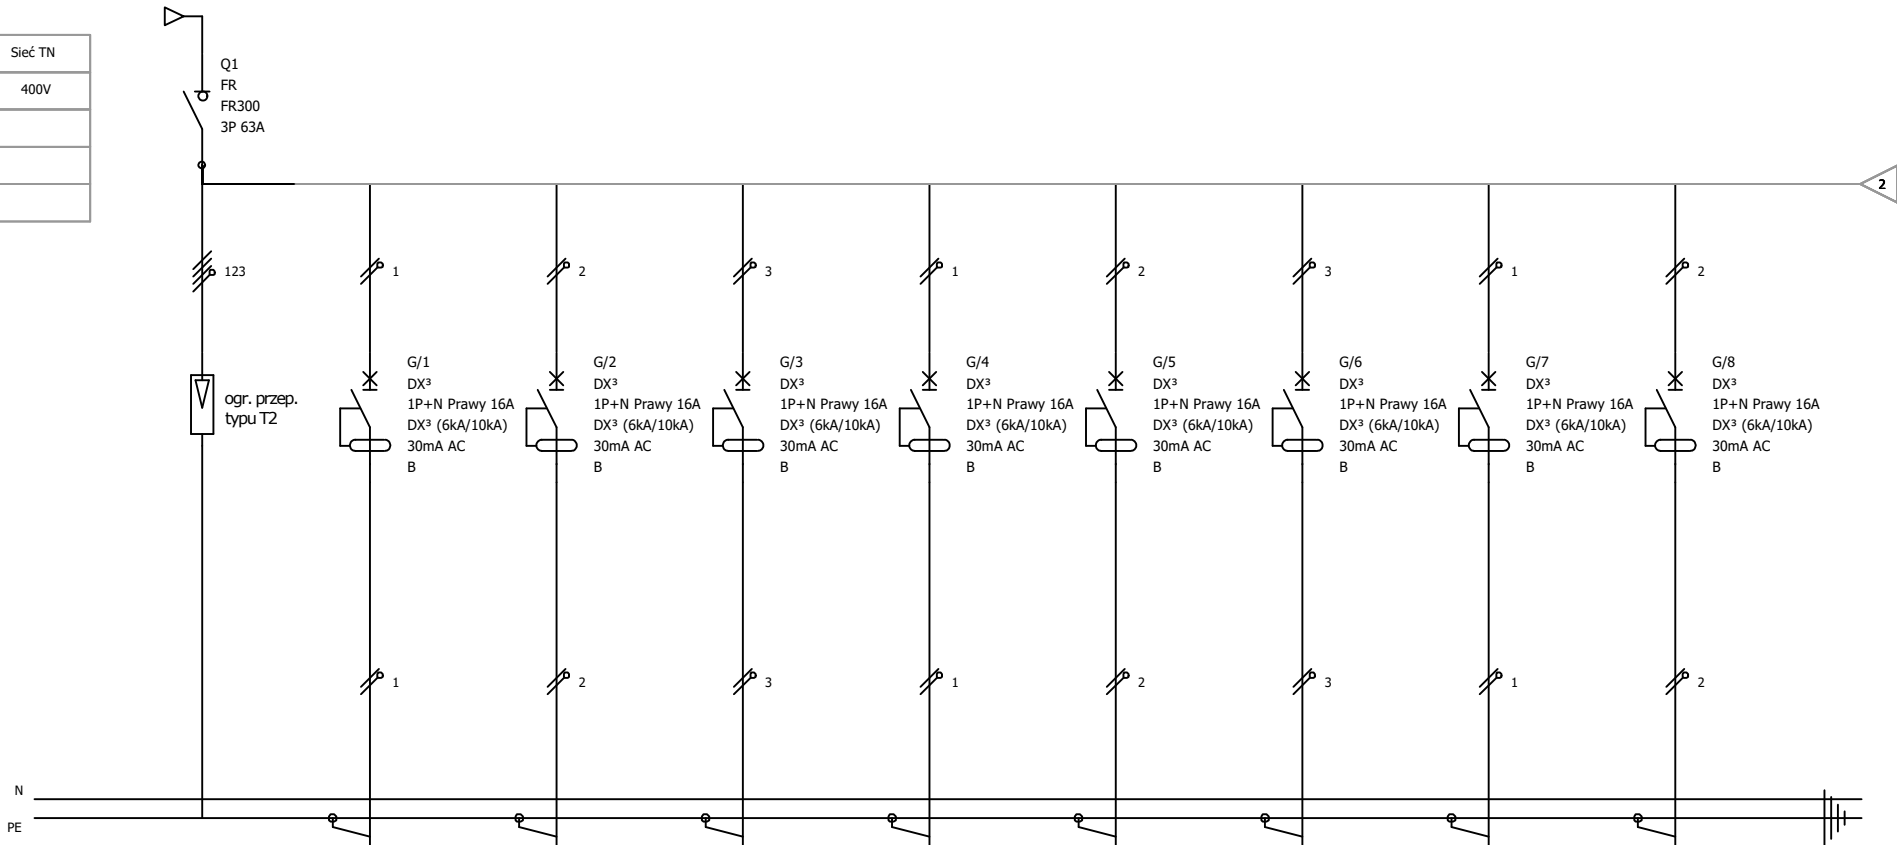 Sieć TN
400V
Q1
FR
FR300
3P 63A
2
123
1
2
3
1
2
3
1
2
ogr. przep.
typu T2
G/1
DX³
1P+N Prawy 16A
DX³ (6kA/10kA)
30mA AC
B
G/2
DX³
1P+N Prawy 16A
DX³ (6kA/10kA)
30mA AC
B
G/3
DX³
1P+N Prawy 16A
DX³ (6kA/10kA)
30mA AC
B
G/4
DX³
1P+N Prawy 16A
DX³ (6kA/10kA)
30mA AC
B
G/5
DX³
1P+N Prawy 16A
DX³ (6kA/10kA)
30mA AC
B
G/6
DX³
1P+N Prawy 16A
DX³ (6kA/10kA)
30mA AC
B
G/7
DX³
1P+N Prawy 16A
DX³ (6kA/10kA)
30mA AC
B
G/8
DX³
1P+N Prawy 16A
DX³ (6kA/10kA)
30mA AC
B
1
2
3
1
2
3
1
2
N
PE